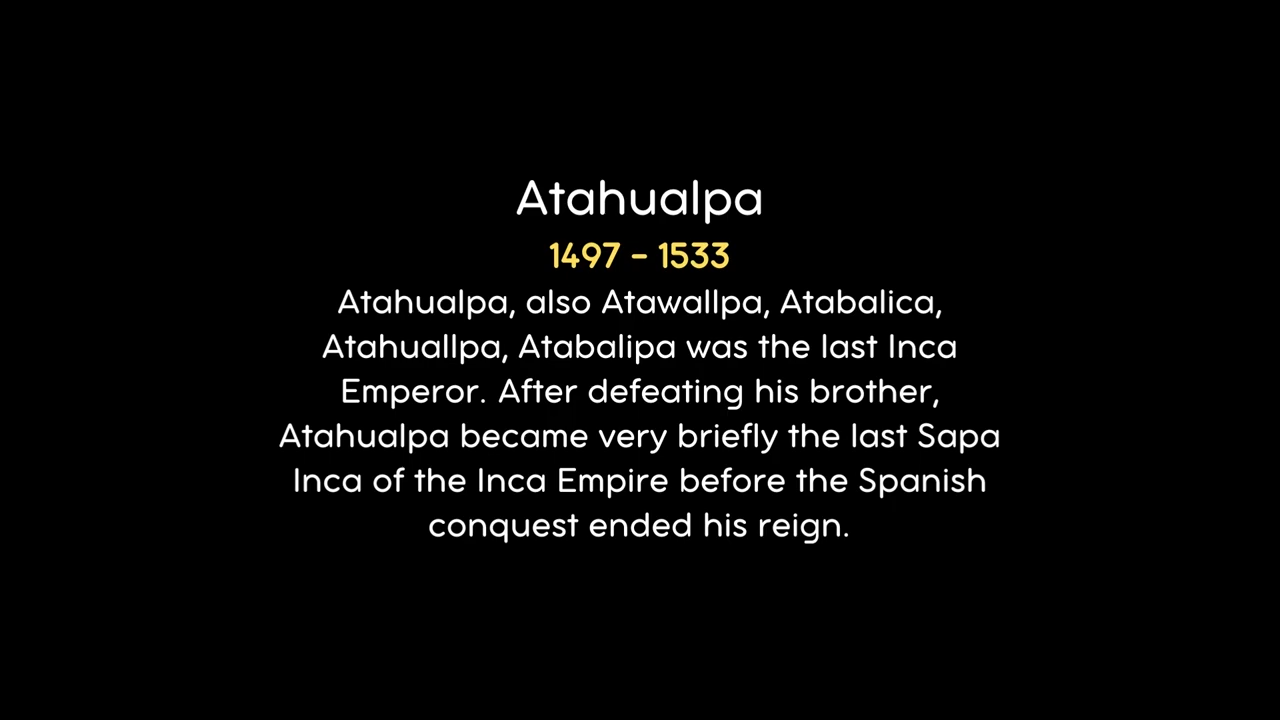 Atahualpa
1497 - 1533
Atahualpa, also Atawallpa, Atabalica,
Atahuallpa, Atabalipa was the last Inca
Emperor. After defeating his brother,
Atahualpa became very briefly the last Sapa
Inca of the Inca Empire before the Spanish
conquest ended his reign.